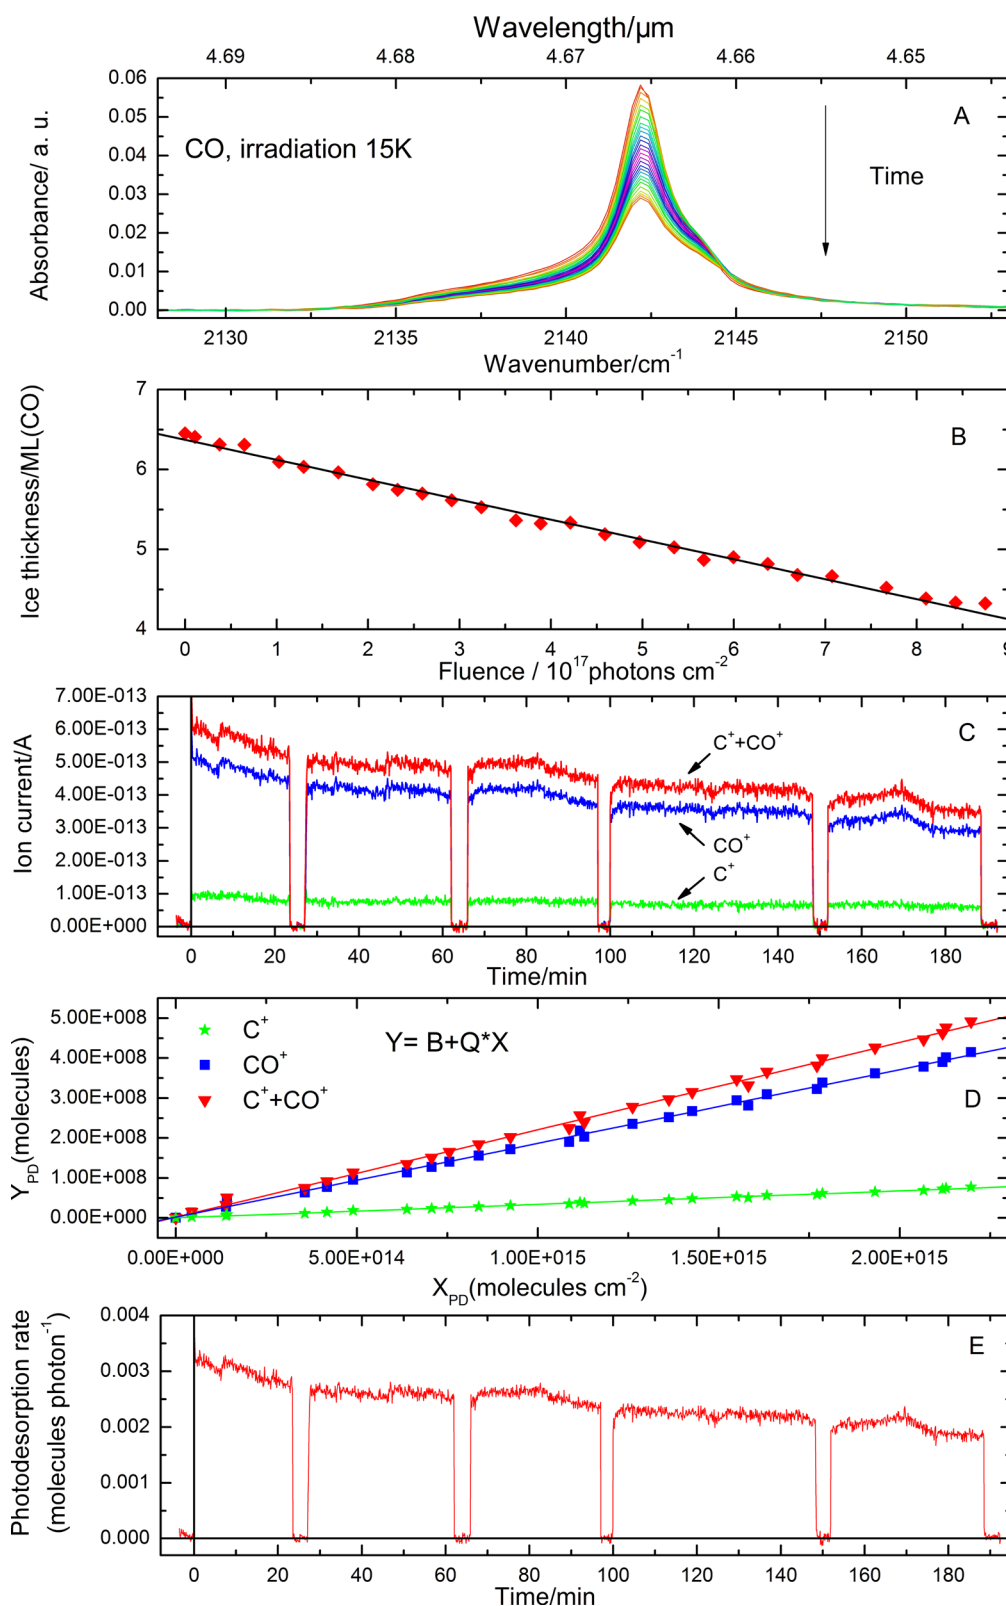 Wavelength/µm
4.69 4.68 4.67 4.66 4.65
0.06
0.05
0.04
0.03
0.02
0.01
0.00
Absorbance/ a. u.
A
CO, irradiation 15K
Time
2130 2135 2140 2145 2150
Wavenumber/cm⁻¹
7
6
5
4
Ice thickness/ML(CO)
B
0 1 2 3 4 5 6 7 8 9
Fluence / 10¹⁷photons cm⁻²
7.00E-013
6.00E-013
5.00E-013
4.00E-013
3.00E-013
2.00E-013
1.00E-013
0.00E+000
Ion current/A
C
C⁺+CO⁺
CO⁺
C⁺
0 20 40 60 80 100 120 140 160 180
Time/min
5.00E+008
4.00E+008
3.00E+008
2.00E+008
1.00E+008
0.00E+000
Y_PD(molecules)
C⁺
CO⁺
C⁺+CO⁺
Y= B+Q*X
D
0.00E+000 5.00E+014 1.00E+015 1.50E+015 2.00E+015
X_PD(molecules cm⁻²)
0.004
0.003
0.002
0.001
0.000
Photodesorption rate
(molecules photon⁻¹)
E
0 20 40 60 80 100 120 140 160 180
Time/min